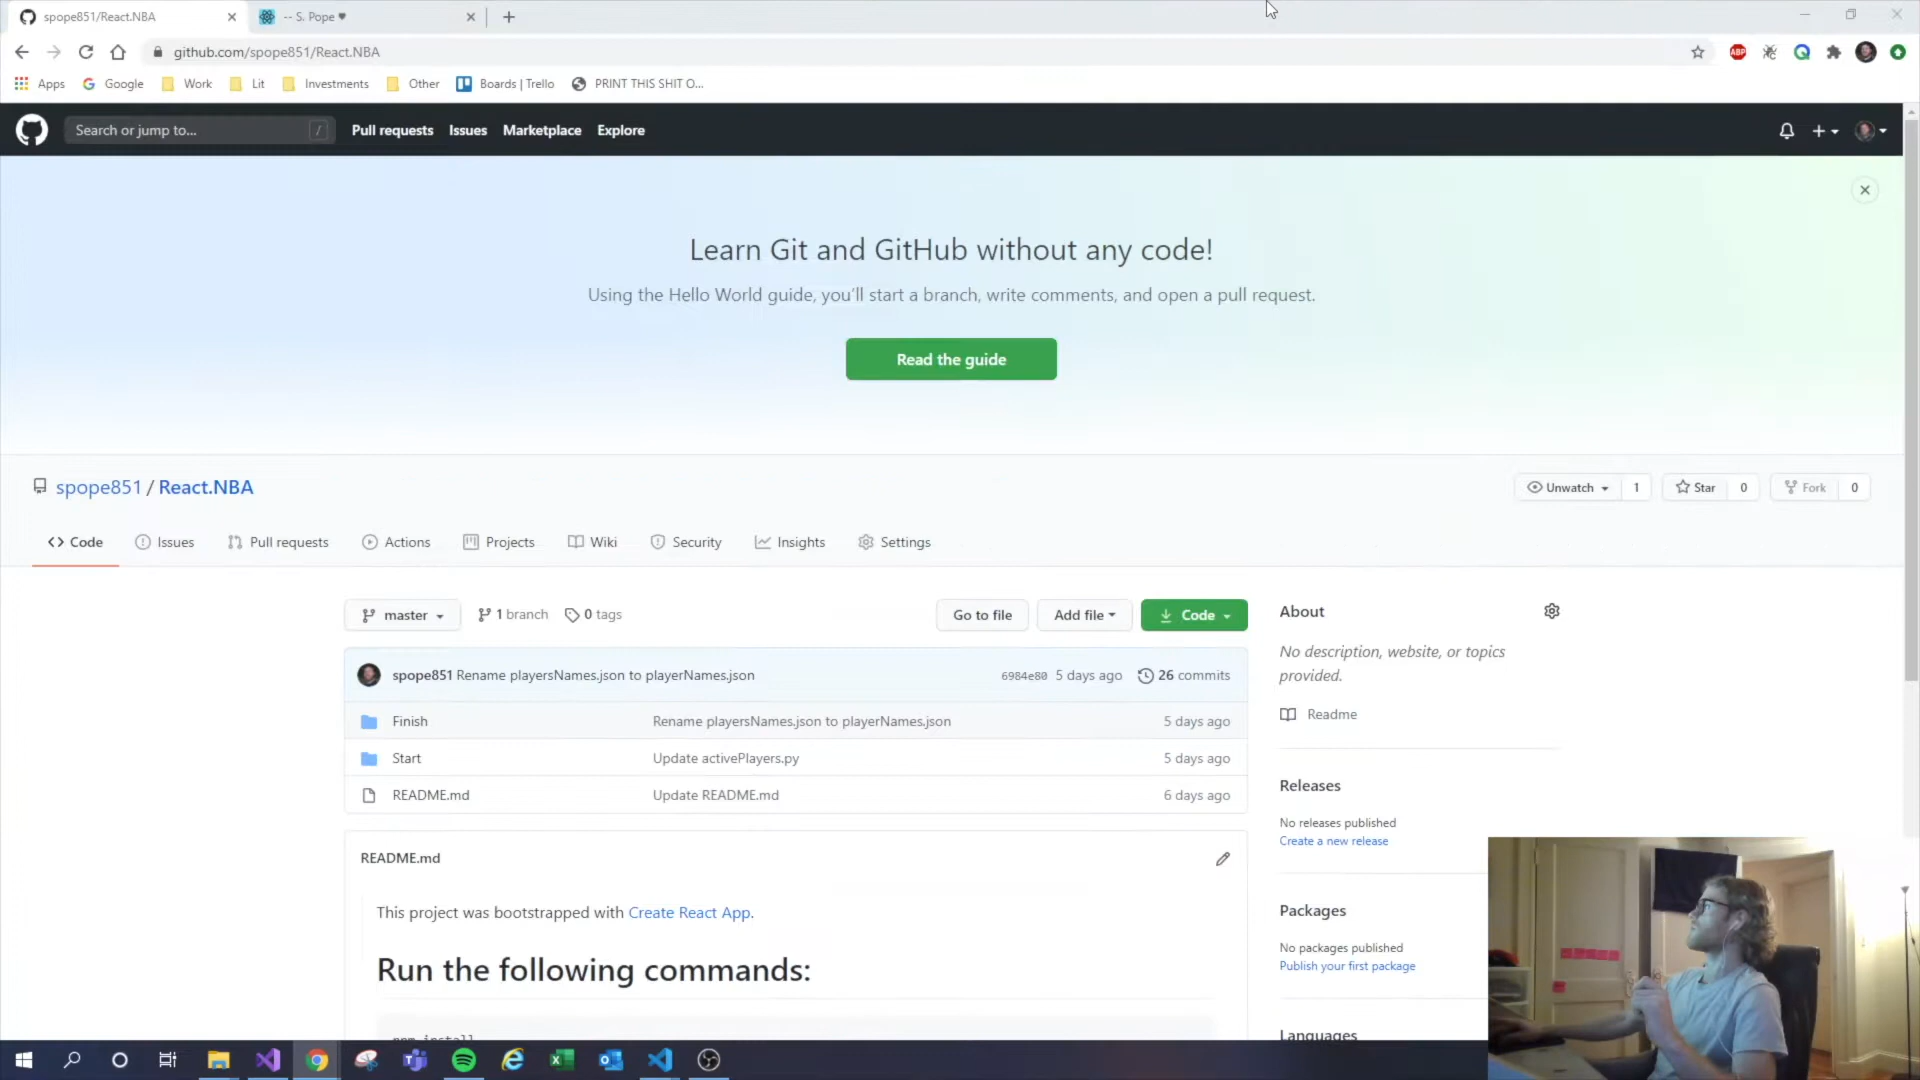 spope851/React.NBA
-- S. Pope ♥
github.com/spope851/React.NBA
ABP
Apps
Google
Work
Lit
Investments
Other
Boards | Trello
PRINT THIS SHIT O...
Search or jump to...
/
Pull requests
Issues
Marketplace
Explore
Learn Git and GitHub without any code!
Using the Hello World guide, you'll start a branch, write comments, and open a pull request.
Read the guide
spope851 / React.NBA
Unwatch
1
Star
0
Fork
0
Code
Issues
Pull requests
Actions
Projects
Wiki
Security
Insights
Settings
master
1 branch
0 tags
Go to file
Add file
Code
About
No description, website, or topics
provided.
Readme
spope851 Rename playersNames.json to playerNames.json
6984e80 5 days ago
26 commits
Finish
Rename playersNames.json to playerNames.json
5 days ago
Start
Update activePlayers.py
5 days ago
README.md
Update README.md
6 days ago
Releases
No releases published
Create a new release
README.md
This project was bootstrapped with Create React App.
Run the following commands:
npm install
Packages
No packages published
Publish your first package
Languages